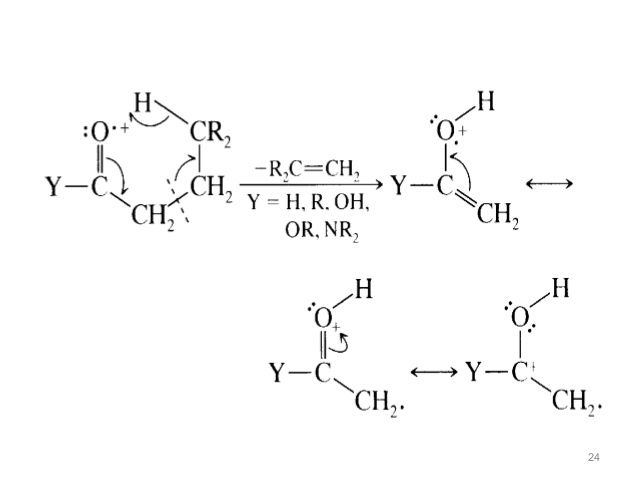 H
:O·+ CR₂
Y–C CH₂
CH₂
–R₂C=CH₂
Y = H, R, OH,
OR, NR₂
H
O+
Y–C
CH₂
H
O+
Y–C
CH₂·
H
O
Y–C+
CH₂·
24